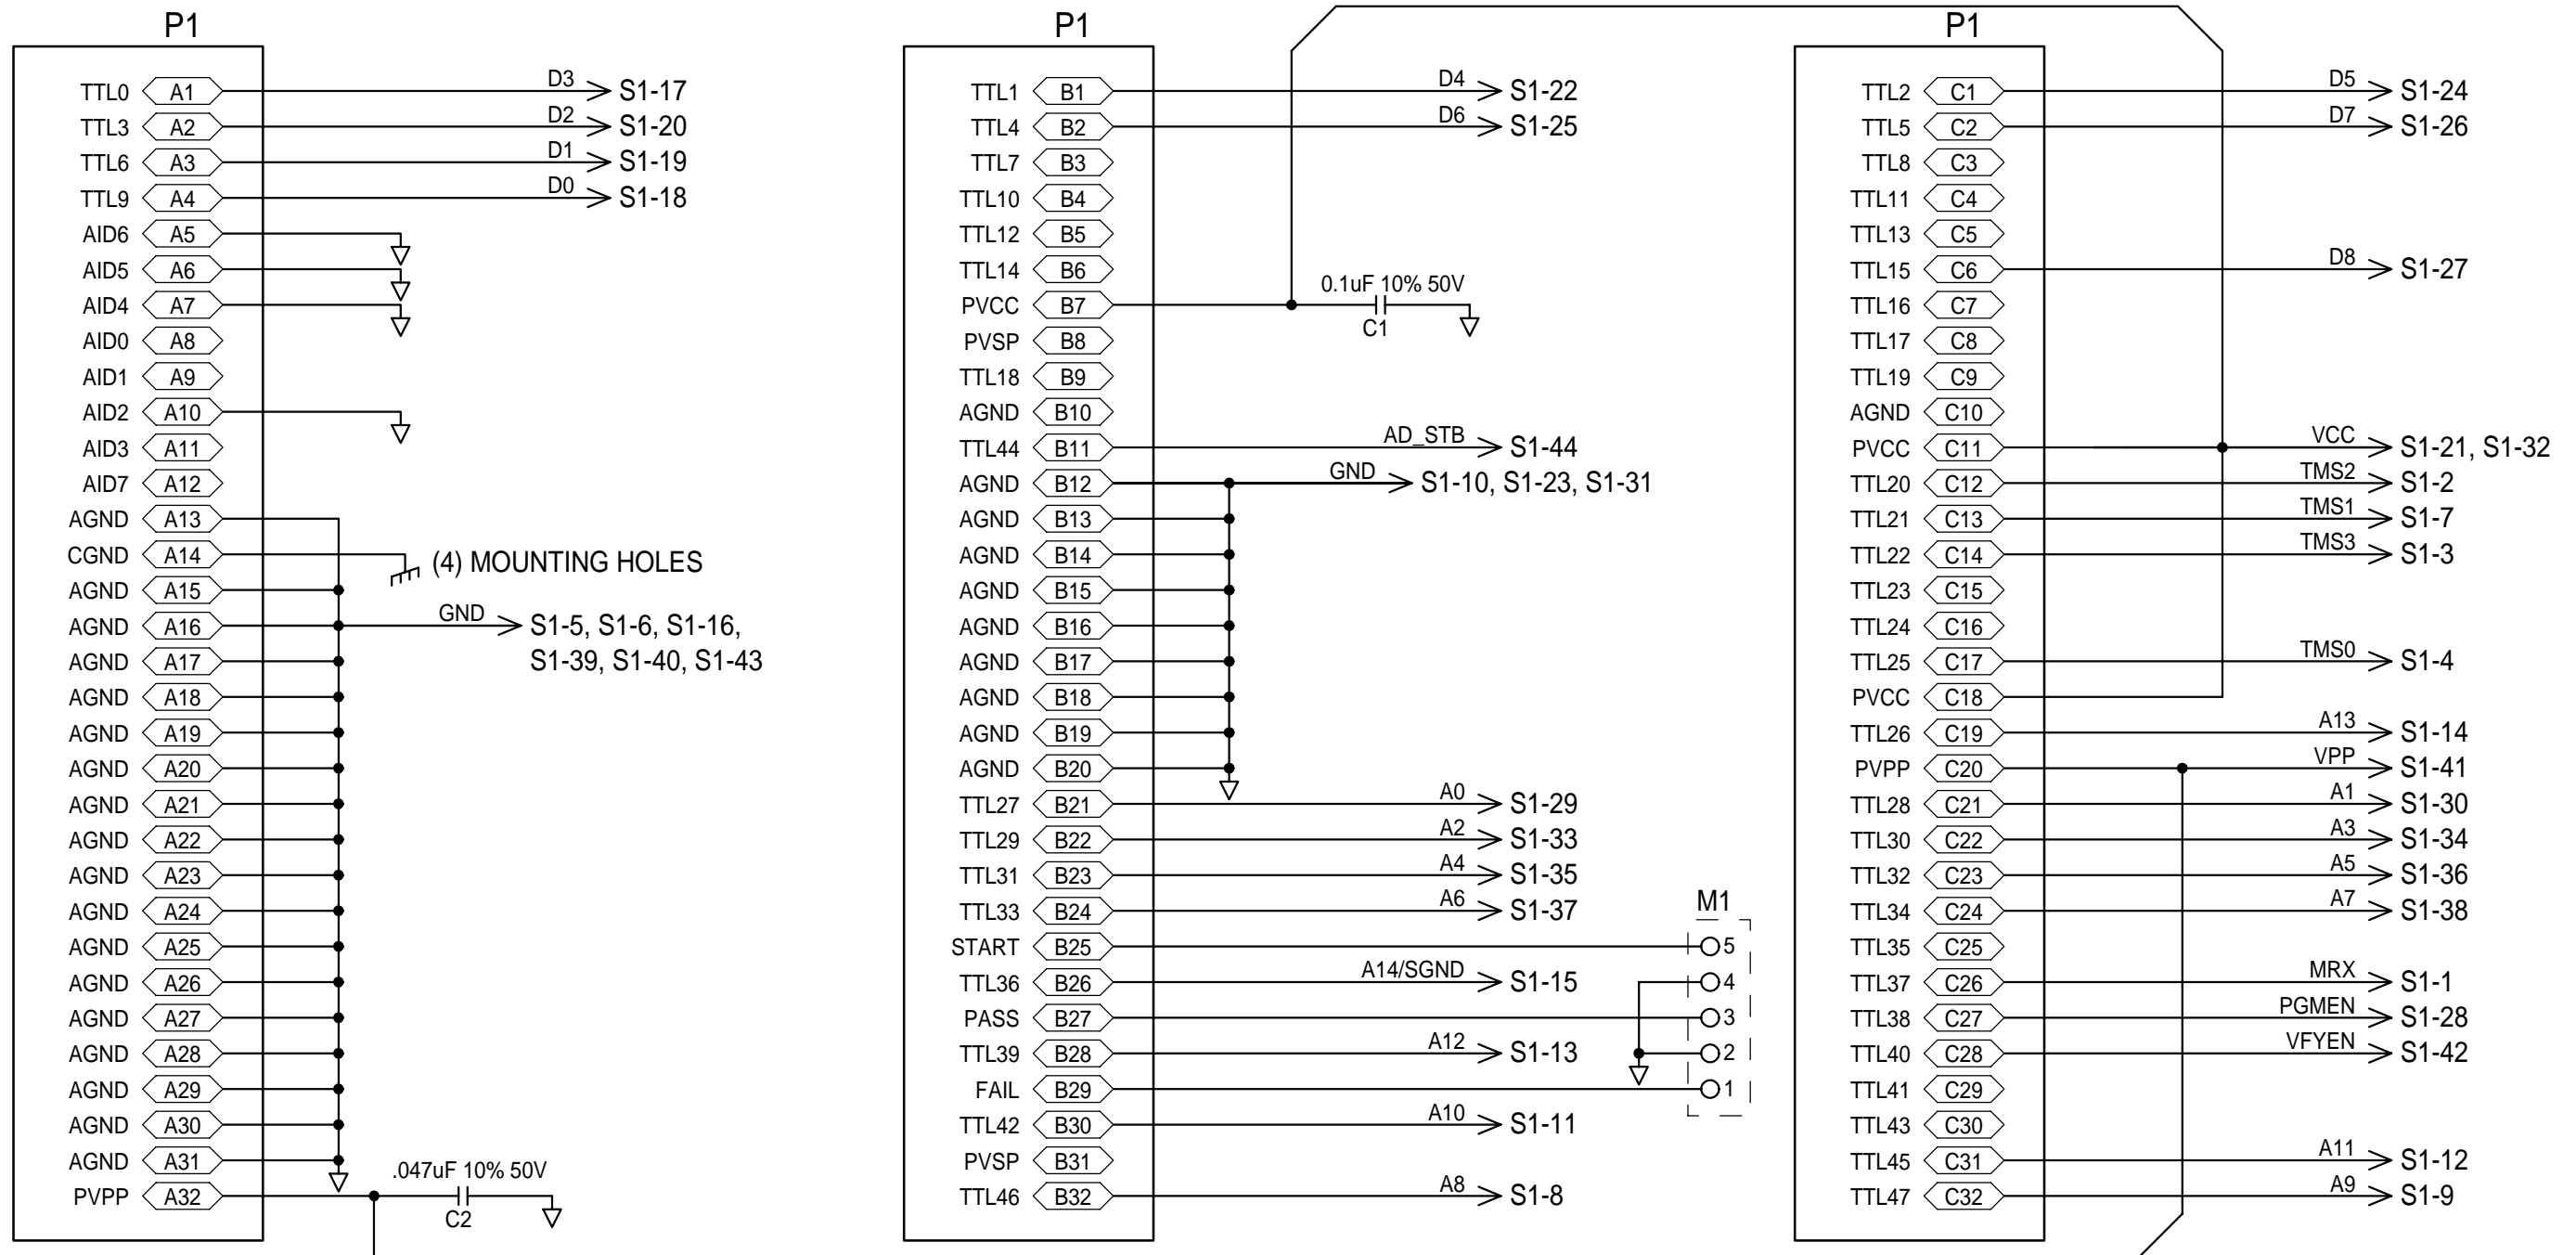 P1
TTL0 A1 D3 S1-17
TTL3 A2 D2 S1-20
TTL6 A3 D1 S1-19
TTL9 A4 D0 S1-18
AID6 A5
AID5 A6
AID4 A7
AID0 A8
AID1 A9
AID2 A10
AID3 A11
AID7 A12
AGND A13
CGND A14 (4) MOUNTING HOLES
AGND A15
AGND A16 GND S1-5, S1-6, S1-16,
AGND A17 S1-39, S1-40, S1-43
AGND A18
AGND A19
AGND A20
AGND A21
AGND A22
AGND A23
AGND A24
AGND A25
AGND A26
AGND A27
AGND A28
AGND A29
AGND A30
AGND A31
.047uF 10% 50V
PVPP A32
C2
P1
TTL1 B1 D4 S1-22
TTL4 B2 D6 S1-25
TTL7 B3
TTL10 B4
TTL12 B5
TTL14 B6
0.1uF 10% 50V
PVCC B7
C1
PVSP B8
TTL18 B9
AGND B10
TTL44 B11 AD_STB S1-44
AGND B12 GND S1-10, S1-23, S1-31
AGND B13
AGND B14
AGND B15
AGND B16
AGND B17
AGND B18
AGND B19
AGND B20
TTL27 B21 A0 S1-29
TTL29 B22 A2 S1-33
TTL31 B23 A4 S1-35
TTL33 B24 A6 S1-37
M1
START B25 5
TTL36 B26 A14/SGND S1-15 4
PASS B27 3
TTL39 B28 A12 S1-13 2
FAIL B29 1
TTL42 B30 A10 S1-11
PVSP B31
TTL46 B32 A8 S1-8
P1
TTL2 C1 D5 S1-24
TTL5 C2 D7 S1-26
TTL8 C3
TTL11 C4
TTL13 C5
TTL15 C6 D8 S1-27
TTL16 C7
TTL17 C8
TTL19 C9
AGND C10
PVCC C11 VCC S1-21, S1-32
TTL20 C12 TMS2 S1-2
TTL21 C13 TMS1 S1-7
TTL22 C14 TMS3 S1-3
TTL23 C15
TTL24 C16
TTL25 C17 TMS0 S1-4
PVCC C18
TTL26 C19 A13 S1-14
PVPP C20 VPP S1-41
TTL28 C21 A1 S1-30
TTL30 C22 A3 S1-34
TTL32 C23 A5 S1-36
TTL34 C24 A7 S1-38
TTL35 C25
TTL37 C26 MRX S1-1
TTL38 C27 PGMEN S1-28
TTL40 C28 VFYEN S1-42
TTL41 C29
TTL43 C30
TTL45 C31 A11 S1-12
TTL47 C32 A9 S1-9